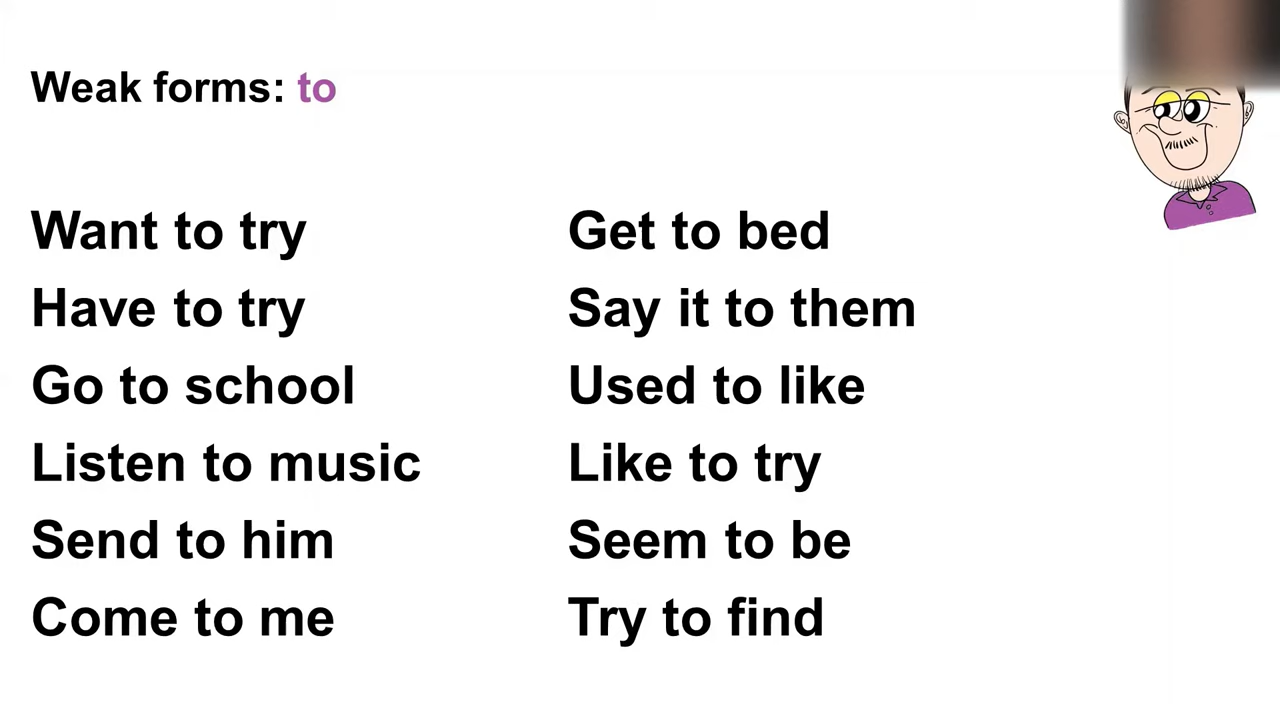 Weak forms: to
Want to try
Have to try
Go to school
Listen to music
Send to him
Come to me
Get to bed
Say it to them
Used to like
Like to try
Seem to be
Try to find